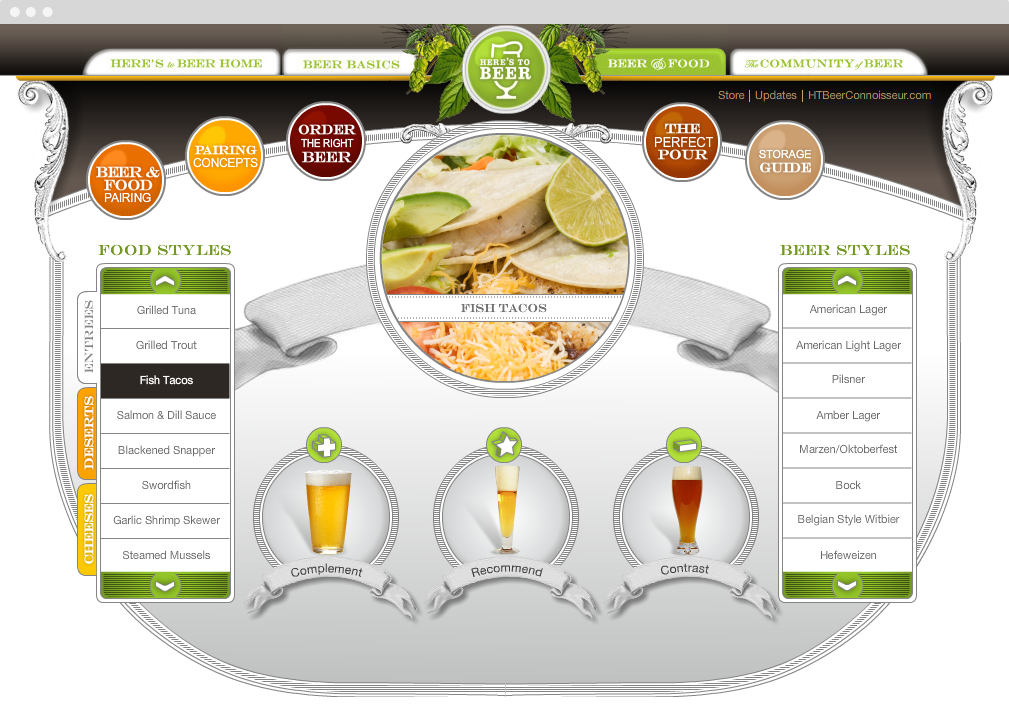 HERE'S to BEER HOME
BEER BASICS
HERE'S TO
BEER
BEER & FOOD
The COMMUNITY of BEER
Store | Updates | HTBeerConnoisseur.com
BEER &
FOOD
PAIRING
PAIRING
CONCEPTS
ORDER
THE RIGHT
BEER
THE
PERFECT
POUR
STORAGE
GUIDE
FOOD STYLES
ENTREES
DESERTS
CHEESES
Grilled Tuna
Grilled Trout
Fish Tacos
Salmon & Dill Sauce
Blackened Snapper
Swordfish
Garlic Shrimp Skewer
Steamed Mussels
FISH TACOS
Complement
Recommend
Contrast
BEER STYLES
American Lager
American Light Lager
Pilsner
Amber Lager
Marzen/Oktoberfest
Bock
Belgian Style Witbier
Hefeweizen